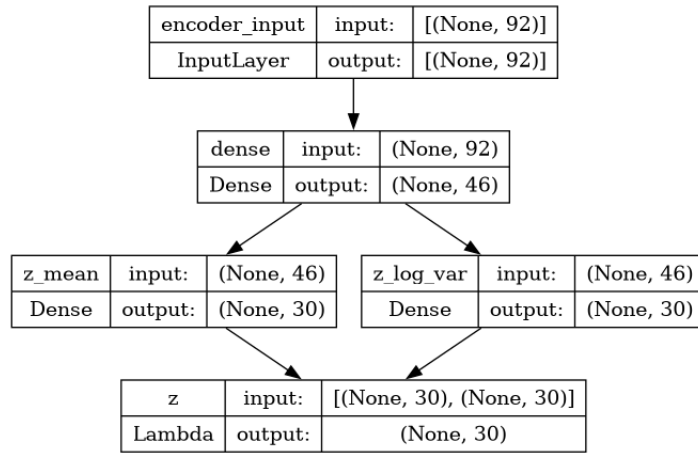 encoder_input input: [(None, 92)]
InputLayer output: [(None, 92)]
dense input: (None, 92)
Dense output: (None, 46)
z_mean input: (None, 46)
Dense output: (None, 30)
z_log_var input: (None, 46)
Dense output: (None, 30)
z input: [(None, 30), (None, 30)]
Lambda output: (None, 30)